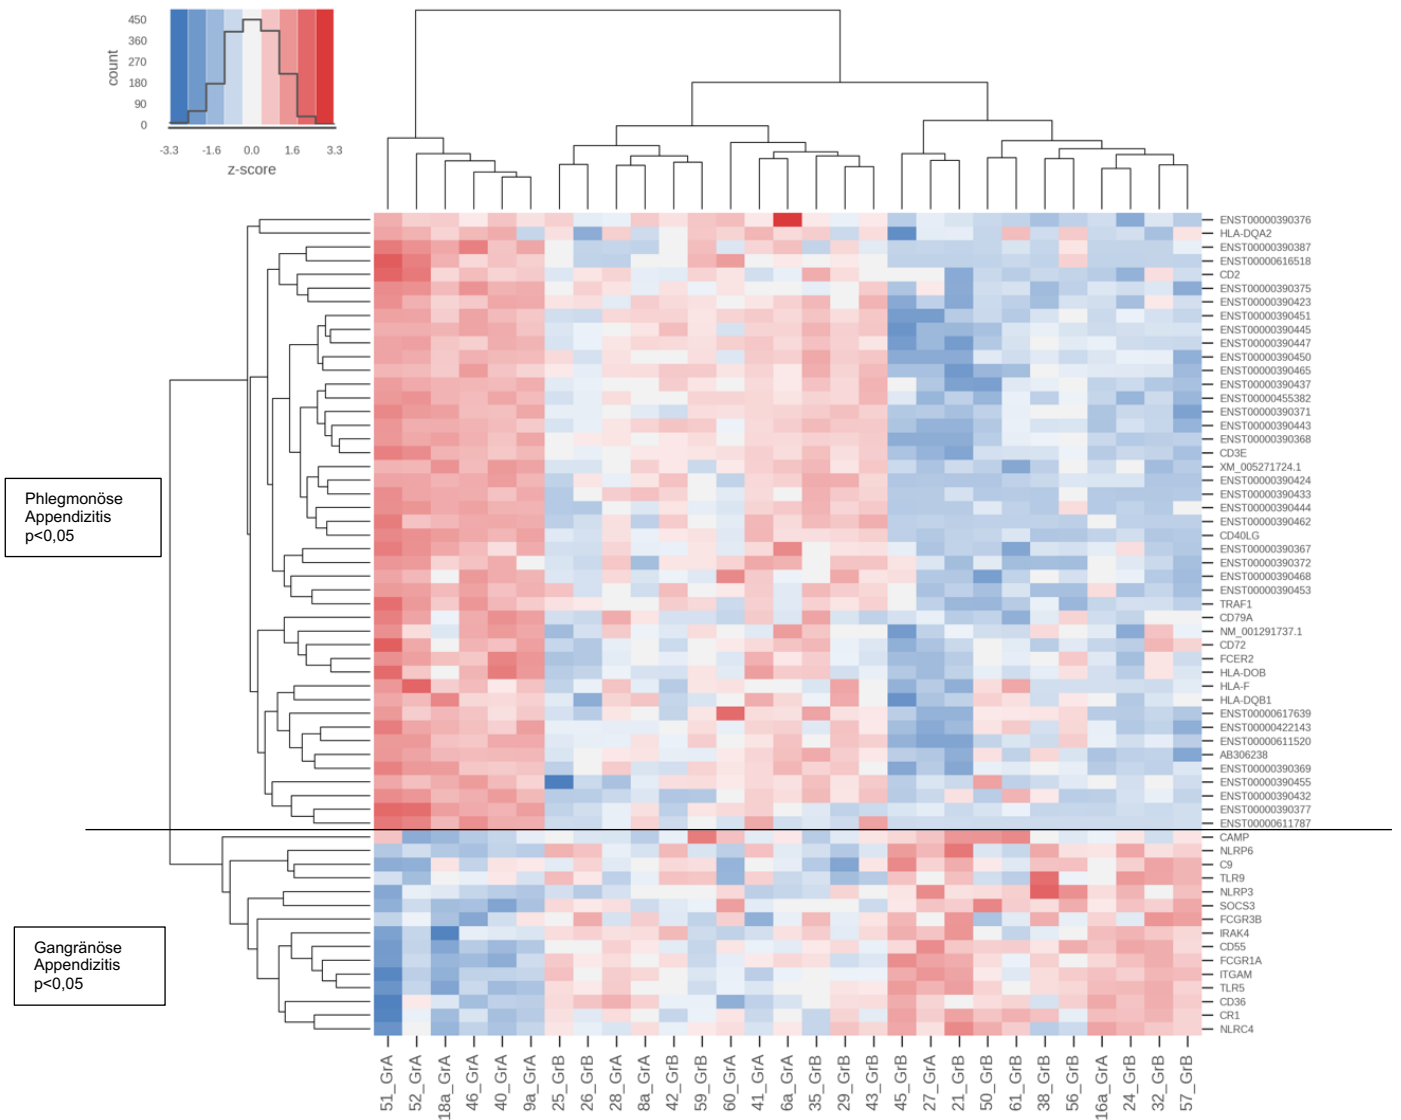 450
360
270
180
90
0
count
-3.3 -1.6 0.0 1.6 3.3
z-score
ENST00000390376
HLA-DQA2
ENST00000390387
ENST00000616518
CD2
ENST00000390375
ENST00000390423
ENST00000390451
ENST00000390445
ENST00000390447
ENST00000390450
ENST00000390465
ENST00000390437
ENST00000455382
ENST00000390371
ENST00000390443
ENST00000390368
CD3E
XM_005271724.1
ENST00000390424
ENST00000390433
ENST00000390444
ENST00000390462
CD40LG
ENST00000390367
ENST00000390372
ENST00000390468
ENST00000390453
TRAF1
CD79A
NM_001291737.1
CD72
FCER2
HLA-DOB
HLA-F
HLA-DQB1
ENST00000617639
ENST00000422143
ENST00000611520
AB306238
ENST00000390369
ENST00000390455
ENST00000390432
ENST00000390377
ENST00000611787
CAMP
NLRP6
C9
TLR9
NLRP3
SOCS3
FCGR3B
IRAK4
CD55
FCGR1A
ITGAM
TLR5
CD36
CR1
NLRC4
Phlegmonöse
Appendizitis
p<0,05
Gangränöse
Appendizitis
p<0,05
51_GrA
52_GrA
18a_GrA
46_GrA
40_GrA
9a_GrA
25_GrB
26_GrB
28_GrA
8a_GrA
42_GrB
59_GrB
60_GrA
41_GrA
6a_GrA
35_GrB
29_GrB
43_GrB
45_GrB
27_GrA
21_GrB
50_GrB
61_GrB
38_GrB
56_GrB
16a_GrA
24_GrB
32_GrB
57_GrB